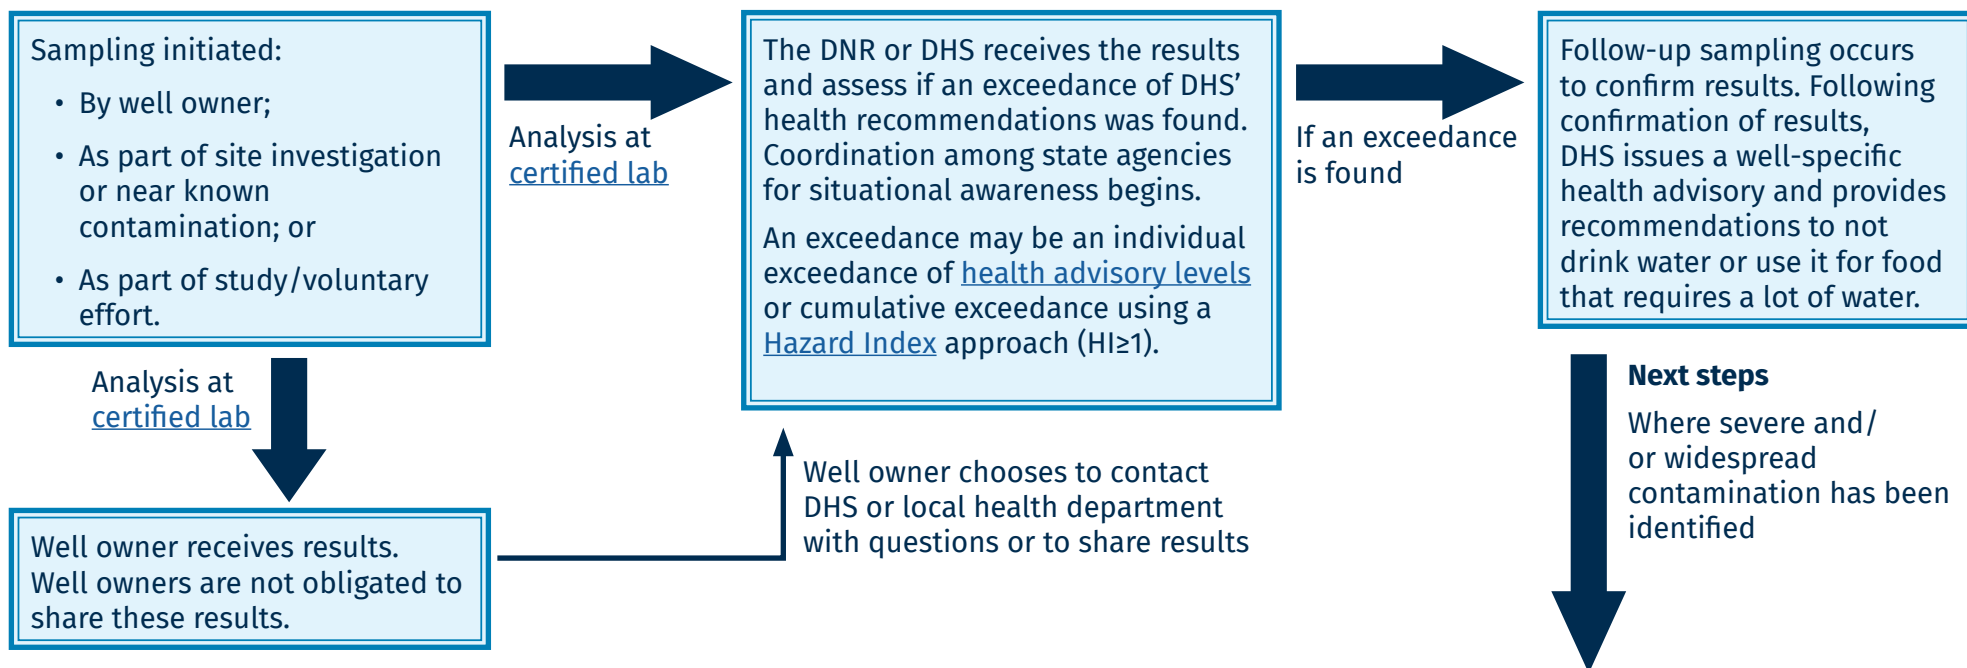 Sampling initiated:
• By well owner;
• As part of site investigation
or near known
contamination; or
• As part of study/voluntary
effort.
Analysis at
certified lab
The DNR or DHS receives the results
and assess if an exceedance of DHS’
health recommendations was found.
Coordination among state agencies
for situational awareness begins.
An exceedance may be an individual
exceedance of health advisory levels
or cumulative exceedance using a
Hazard Index approach (HI≥1).
If an exceedance
is found
Follow-up sampling occurs
to confirm results. Following
confirmation of results,
DHS issues a well-specific
health advisory and provides
recommendations to not
drink water or use it for food
that requires a lot of water.
Analysis at
certified lab
Well owner receives results.
Well owners are not obligated to
share these results.
Well owner chooses to contact
DHS or local health department
with questions or to share results
Next steps
Where severe and/
or widespread
contamination has been
identified